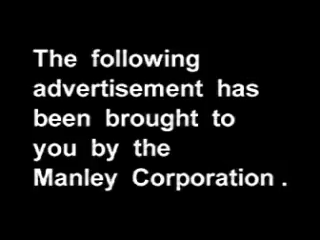 The following
advertisement has
been brought to
you by the
Manley Corporation .